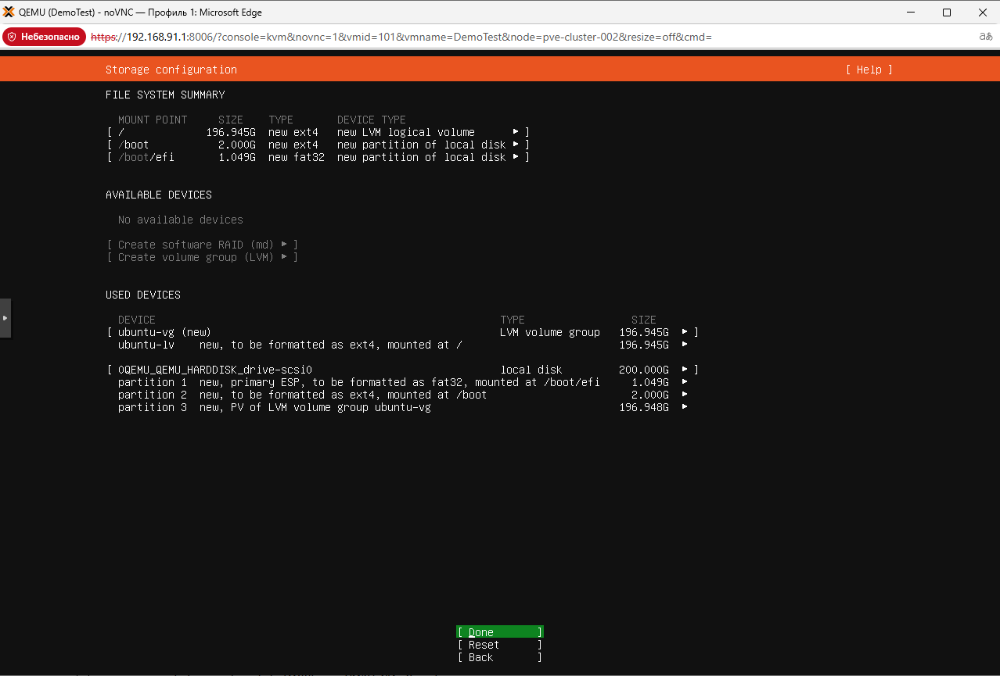 QEMU (DemoTest) - noVNC — Профиль 1: Microsoft Edge
Небезопасно https://192.168.91.1:8006/?console=kvm&novnc=1&vmid=101&vmname=DemoTest&node=pve-cluster-002&resize=off&cmd= aあ
Storage configuration [ Help ]
FILE SYSTEM SUMMARY
MOUNT POINT SIZE TYPE DEVICE TYPE
[ / 196.945G new ext4 new LVM logical volume ▸ ]
[ /boot 2.000G new ext4 new partition of local disk ▸ ]
[ /boot/efi 1.049G new fat32 new partition of local disk ▸ ]
AVAILABLE DEVICES
No available devices
[ Create software RAID (md) ▸ ]
[ Create volume group (LVM) ▸ ]
USED DEVICES
DEVICE TYPE SIZE
[ ubuntu-vg (new) LVM volume group 196.945G ▸ ]
ubuntu-lv new, to be formatted as ext4, mounted at / 196.945G ▸
[ 0QEMU_QEMU_HARDDISK_drive-scsi0 local disk 200.000G ▸ ]
partition 1 new, primary ESP, to be formatted as fat32, mounted at /boot/efi 1.049G ▸
partition 2 new, to be formatted as ext4, mounted at /boot 2.000G ▸
partition 3 new, PV of LVM volume group ubuntu-vg 196.948G ▸
[ Done ]
[ Reset ]
[ Back ]